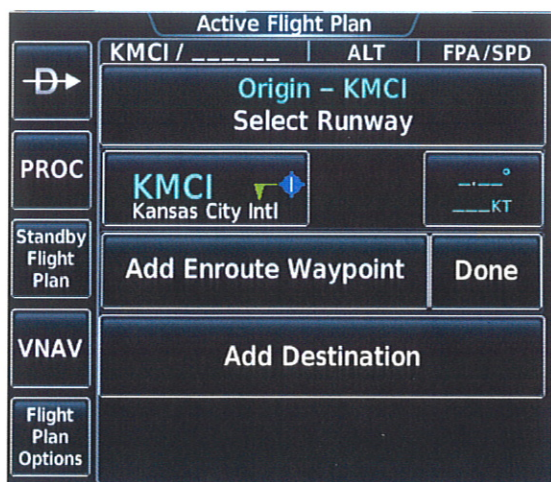 Active Flight Plan
KMCI / ______
ALT
FPA/SPD
Origin – KMCI
Select Runway
PROC
KMCI
Kansas City Intl
_.__°
___KT
Standby
Flight
Plan
Add Enroute Waypoint
Done
VNAV
Add Destination
Flight
Plan
Options